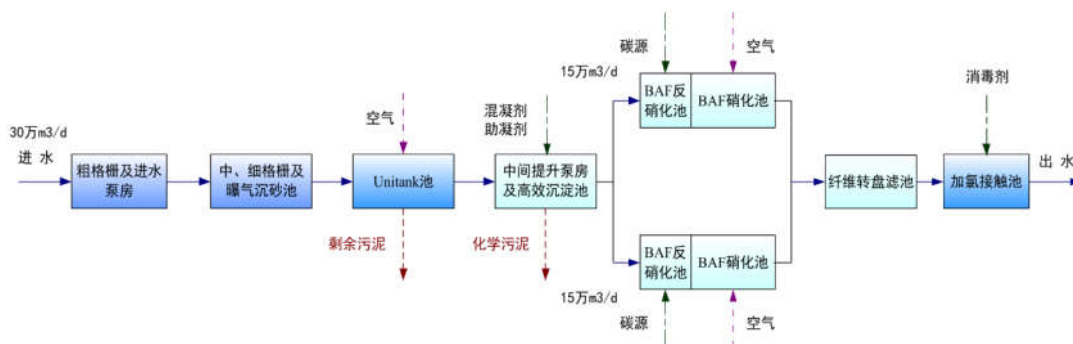 30万m3/d
进 水
粗格栅及进水
泵房
中、细格栅及
曝气沉砂池
空气
Unitank池
剩余污泥
混凝剂
助凝剂
中间提升泵房
及高效沉淀池
化学污泥
碳源
空气
15万m3/d
BAF反
硝化池
BAF硝化池
BAF反
硝化池
BAF硝化池
15万m3/d
碳源
空气
纤维转盘滤池
消毒剂
加氯接触池
出 水